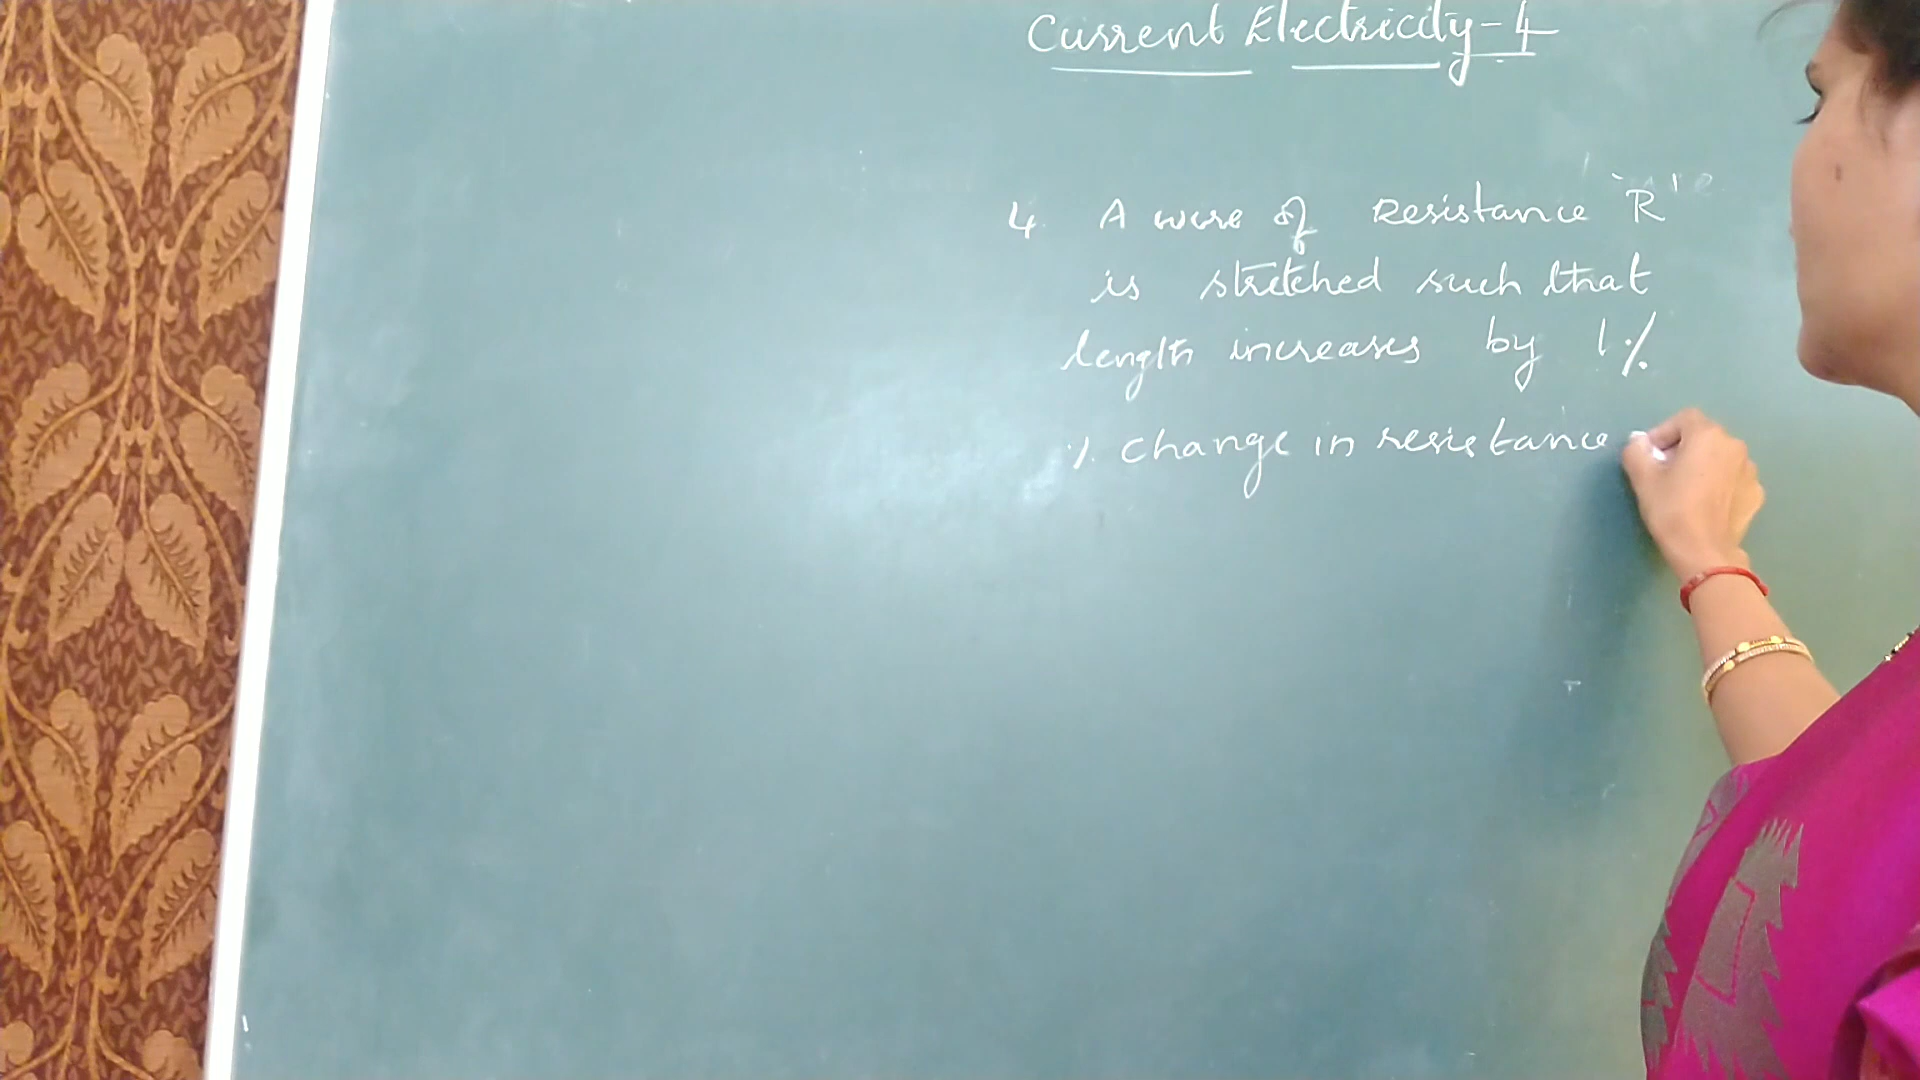 Current Electricity-4
4. A wire of Resistance "R"
is stretched such that
length increases by 1%
% change in resistance